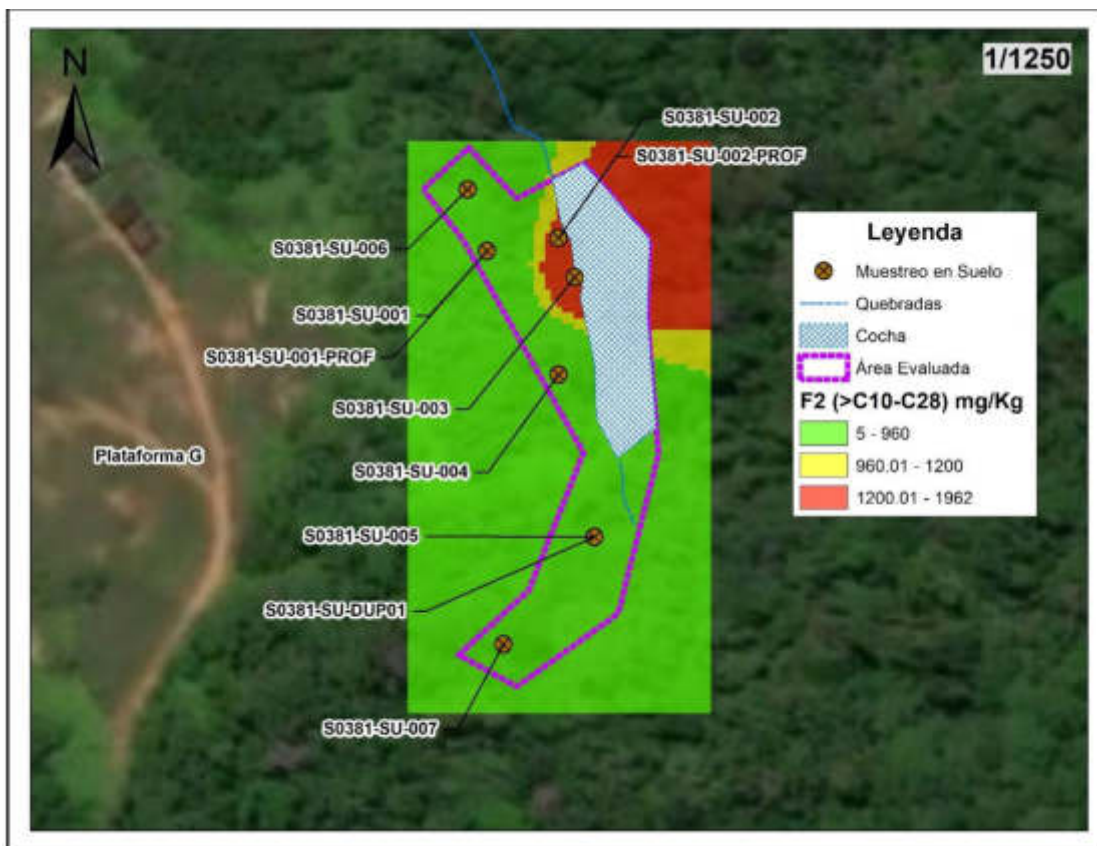 N
1/1250
S0381-SU-002
S0381-SU-002-PROF
S0381-SU-006
S0381-SU-001
S0381-SU-001-PROF
S0381-SU-003
S0381-SU-004
Plataforma G
S0381-SU-005
S0381-SU-DUP01
S0381-SU-007
Leyenda
Muestreo en Suelo
Quebradas
Cocha
Área Evaluada
F2 (>C10-C28) mg/Kg
5 - 960
960.01 - 1200
1200.01 - 1962